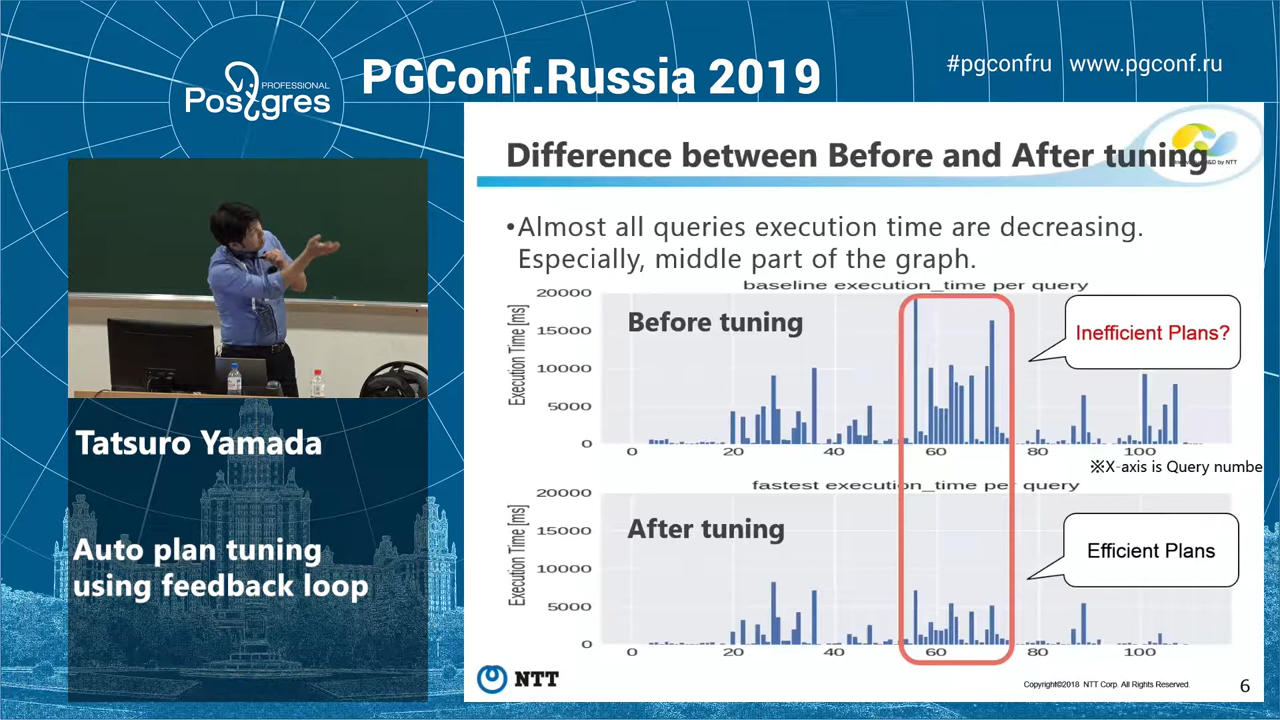 PROFESSIONAL
Postgres
PGConf.Russia 2019
#pgconfru www.pgconf.ru
Difference between Before and After tuning
R&D by NTT
•Almost all queries execution time are decreasing.
Especially, middle part of the graph.
baseline execution_time per query
Execution Time [ms]
20000
15000
10000
5000
0
Before tuning
Inefficient Plans?
0 20 40 60 80 100
※X-axis is Query numbe
fastest execution_time per query
Execution Time [ms]
20000
15000
10000
5000
0
After tuning
Efficient Plans
0 20 40 60 80 100
NTT
Copyright©2018 NTT Corp. All Rights Reserved.
6
Tatsuro Yamada
Auto plan tuning
using feedback loop